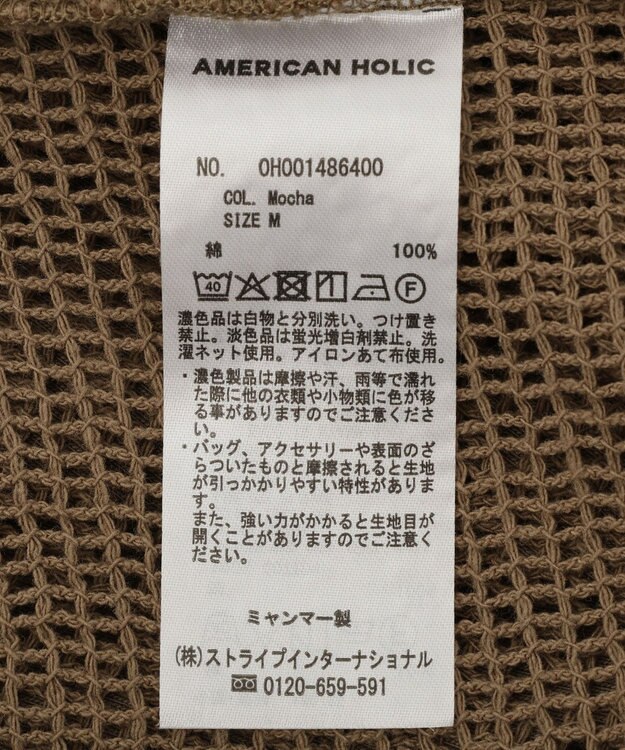 AMERICAN HOLIC
NO. 0H001486400
COL. Mocha
SIZE M
綿 100%
40 F
濃色品は白物と分別洗い。つけ置き
禁止。淡色品は蛍光増白剤禁止。洗
濯ネット使用。アイロンあて布使用。
・濃色製品は摩擦や汗、雨等で濡れ
た際に他の衣類や小物類に色が移
る事がありますのでご注意くださ
い。
・バッグ、アクセサリーや表面のざ
らついたものと摩擦されると生地
が引っかかりやすい特性がありま
す。
また、強い力がかかると生地目が
開くことがありますのでご注意く
ださい。
ミャンマー製
(株)ストライプインターナショナル
0120-659-591